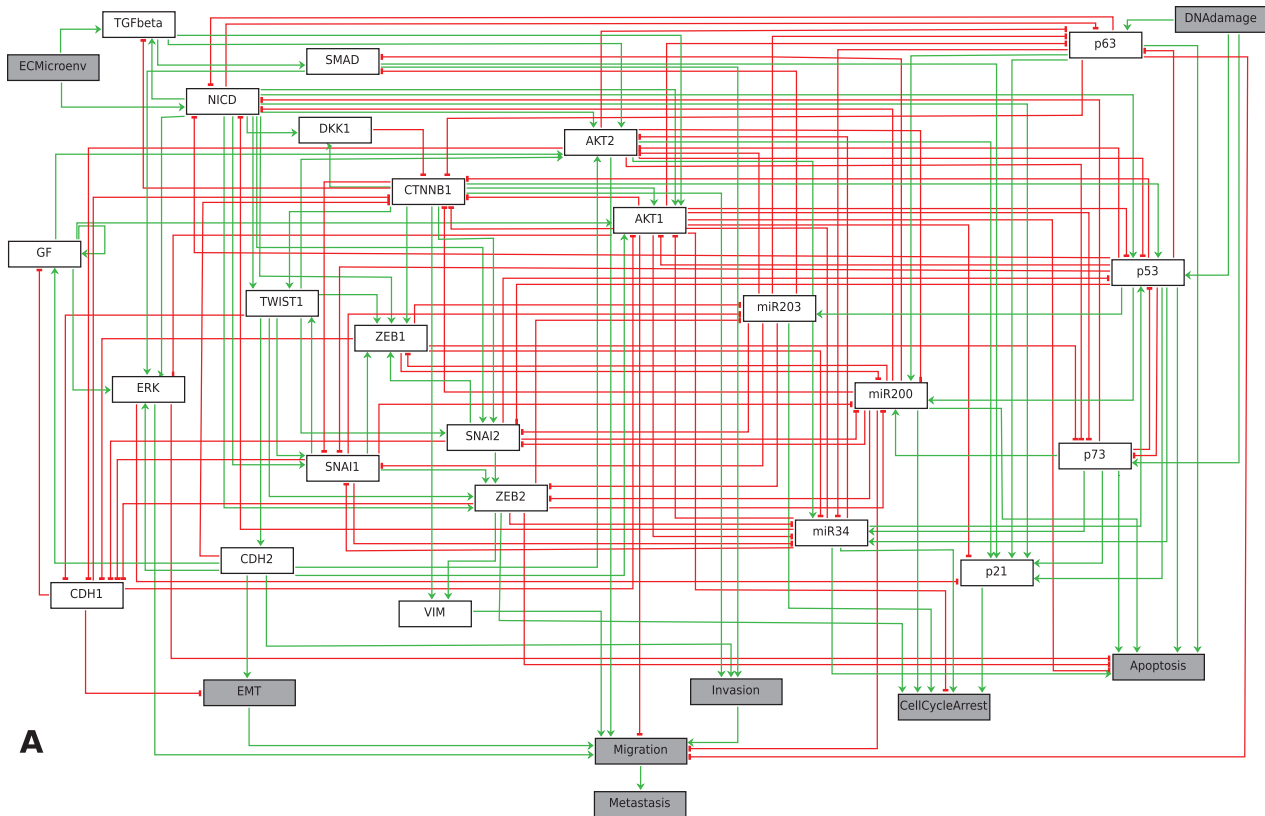 DNAdamage
TGFbeta
p63
ECMicroenv
SMAD
NICD
DKK1
AKT2
CTNNB1
AKT1
GF
p53
TWIST1
miR203
ZEB1
ERK
miR200
SNAI2
p73
SNAI1
ZEB2
miR34
CDH2
p21
CDH1
VIM
Apoptosis
EMT
Invasion
CellCycleArrest
A
Migration
Metastasis